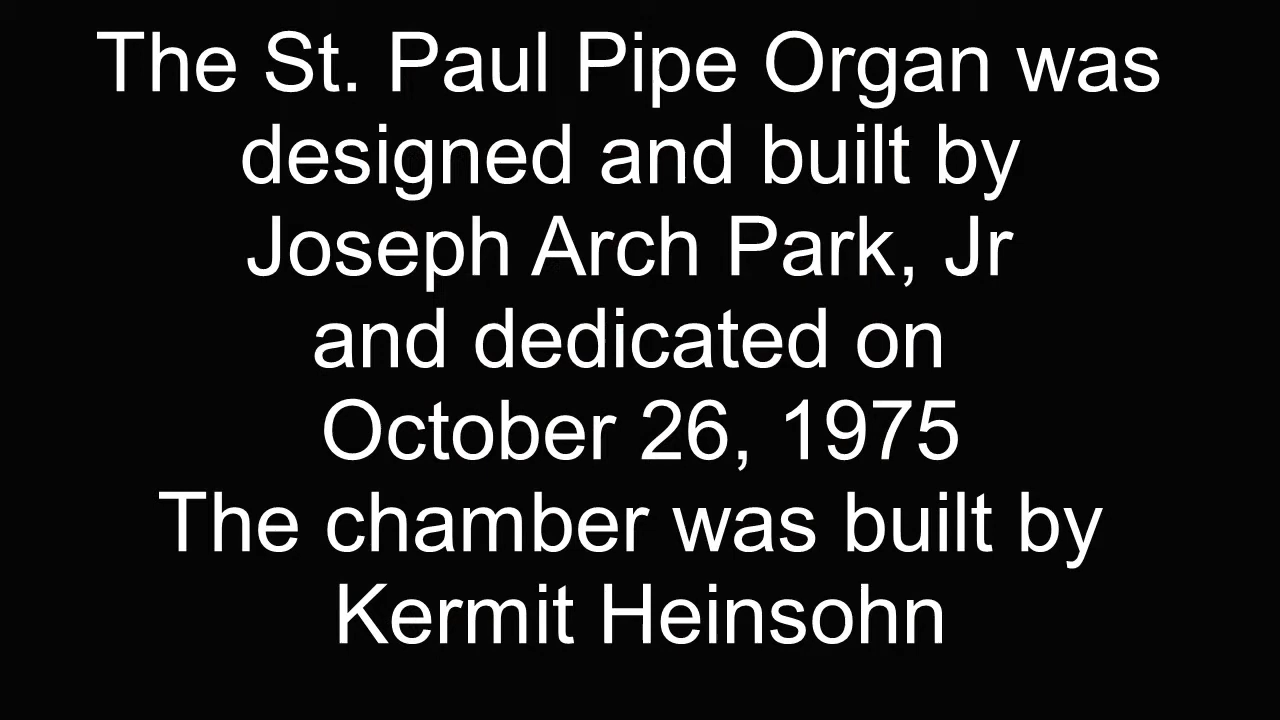 The St. Paul Pipe Organ was
designed and built by
Joseph Arch Park, Jr
and dedicated on
October 26, 1975
The chamber was built by
Kermit Heinsohn